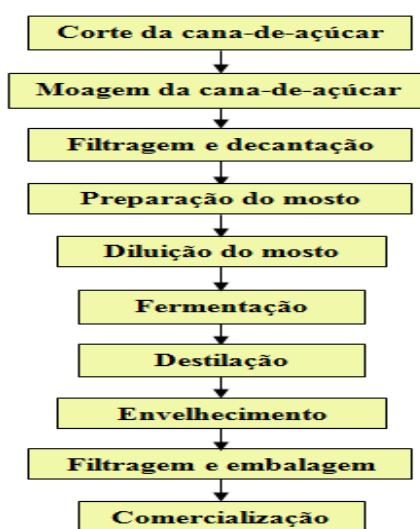 Corte da cana-de-açúcar
Moagem da cana-de-açúcar
Filtragem e decantação
Preparação do mosto
Diluição do mosto
Fermentação
Destilação
Envelhecimento
Filtragem e embalagem
Comercialização